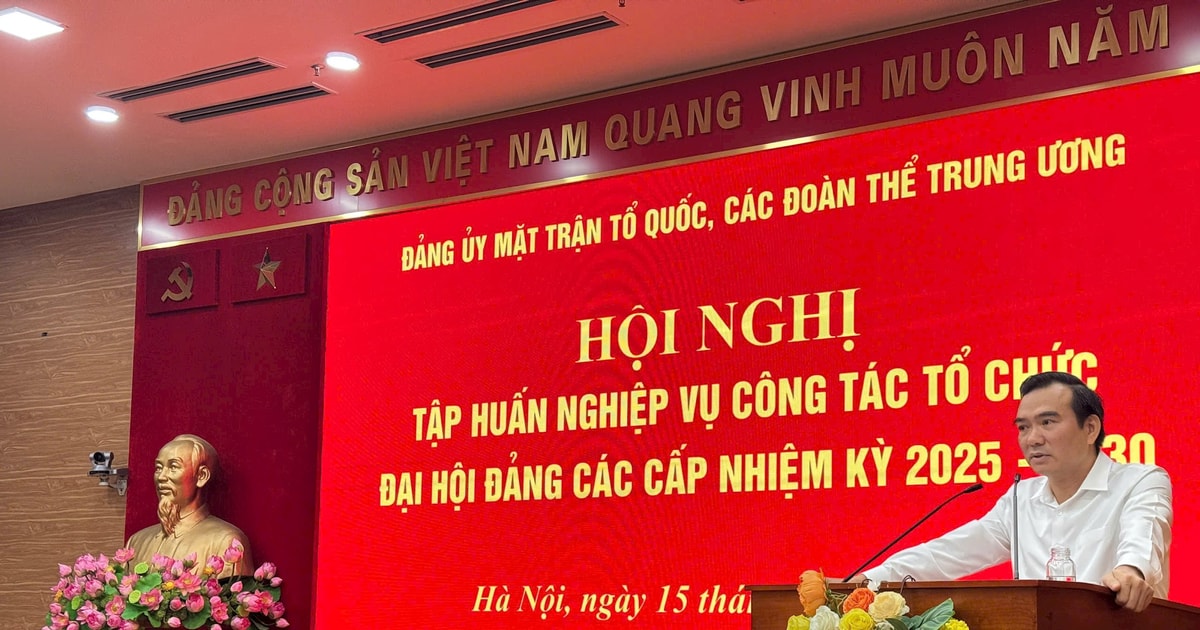 ĐẢNG CỘNG SẢN VIỆT NAM QUANG VINH MUÔN NĂM
ĐẢNG ỦY MẶT TRẬN TỔ QUỐC, CÁC ĐOÀN THỂ TRUNG ƯƠNG
HỘI NGHỊ
TẬP HUẤN NGHIỆP VỤ CÔNG TÁC TỔ CHỨC
ĐẠI HỘI ĐẢNG CÁC CẤP NHIỆM KỲ 2025 - 30
Hà Nội, ngày 15